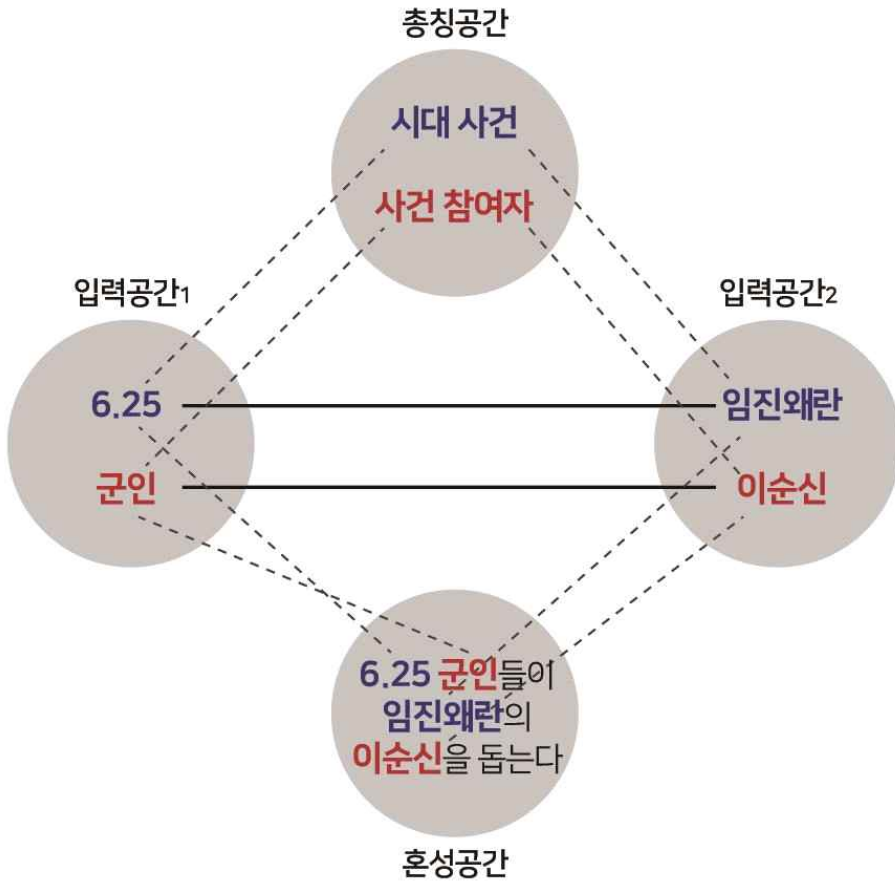 총칭공간
시대 사건
사건 참여자
입력공간1
6.25
군인
입력공간2
임진왜란
이순신
6.25 군인들이
임진왜란의
이순신을 돕는다
혼성공간